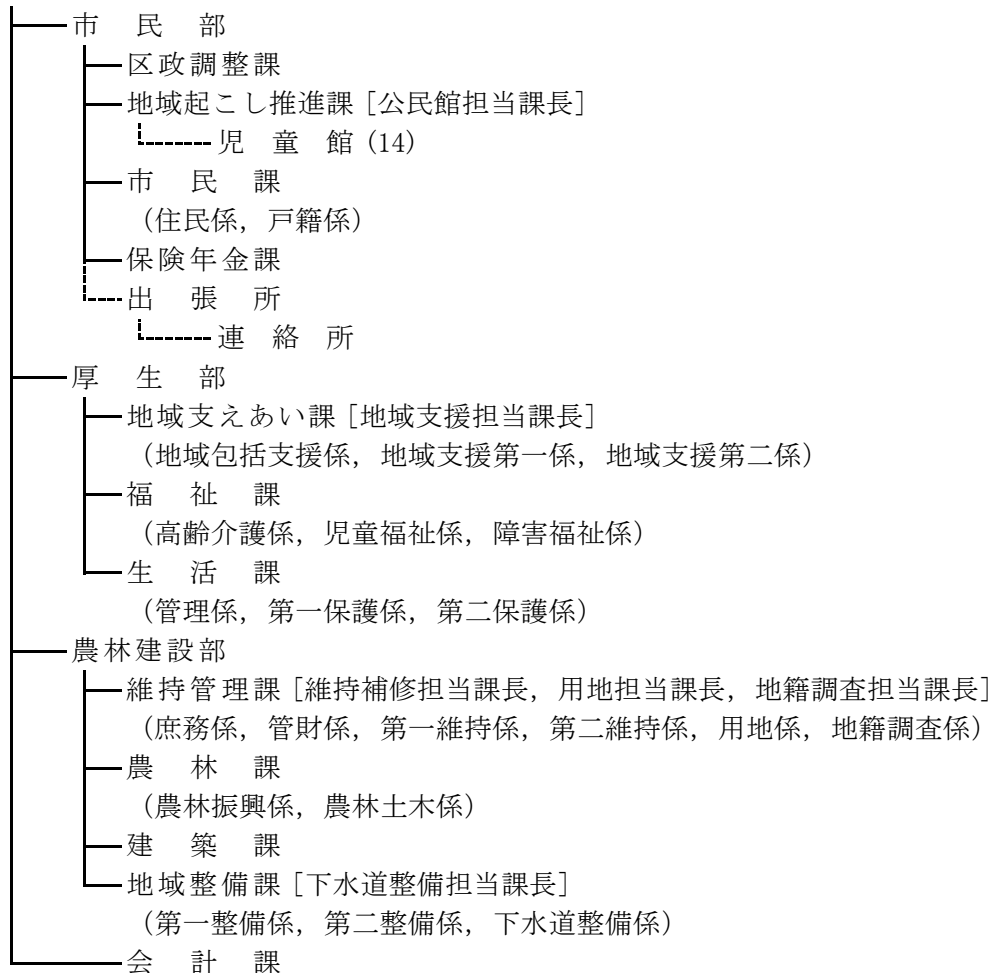 市民部
区政調整課
地域起こし推進課［公民館担当課長］
児童館（14）
市民課
（住民係，戸籍係）
保険年金課
出張所
連絡所
厚生部
地域支えあい課［地域支援担当課長］
（地域包括支援係，地域支援第一係，地域支援第二係）
福祉課
（高齢介護係，児童福祉係，障害福祉係）
生活課
（管理係，第一保護係，第二保護係）
農林建設部
維持管理課［維持補修担当課長，用地担当課長，地籍調査担当課長］
（庶務係，管財係，第一維持係，第二維持係，用地係，地籍調査係）
農林課
（農林振興係，農林土木係）
建築課
地域整備課［下水道整備担当課長］
（第一整備係，第二整備係，下水道整備係）
会計課